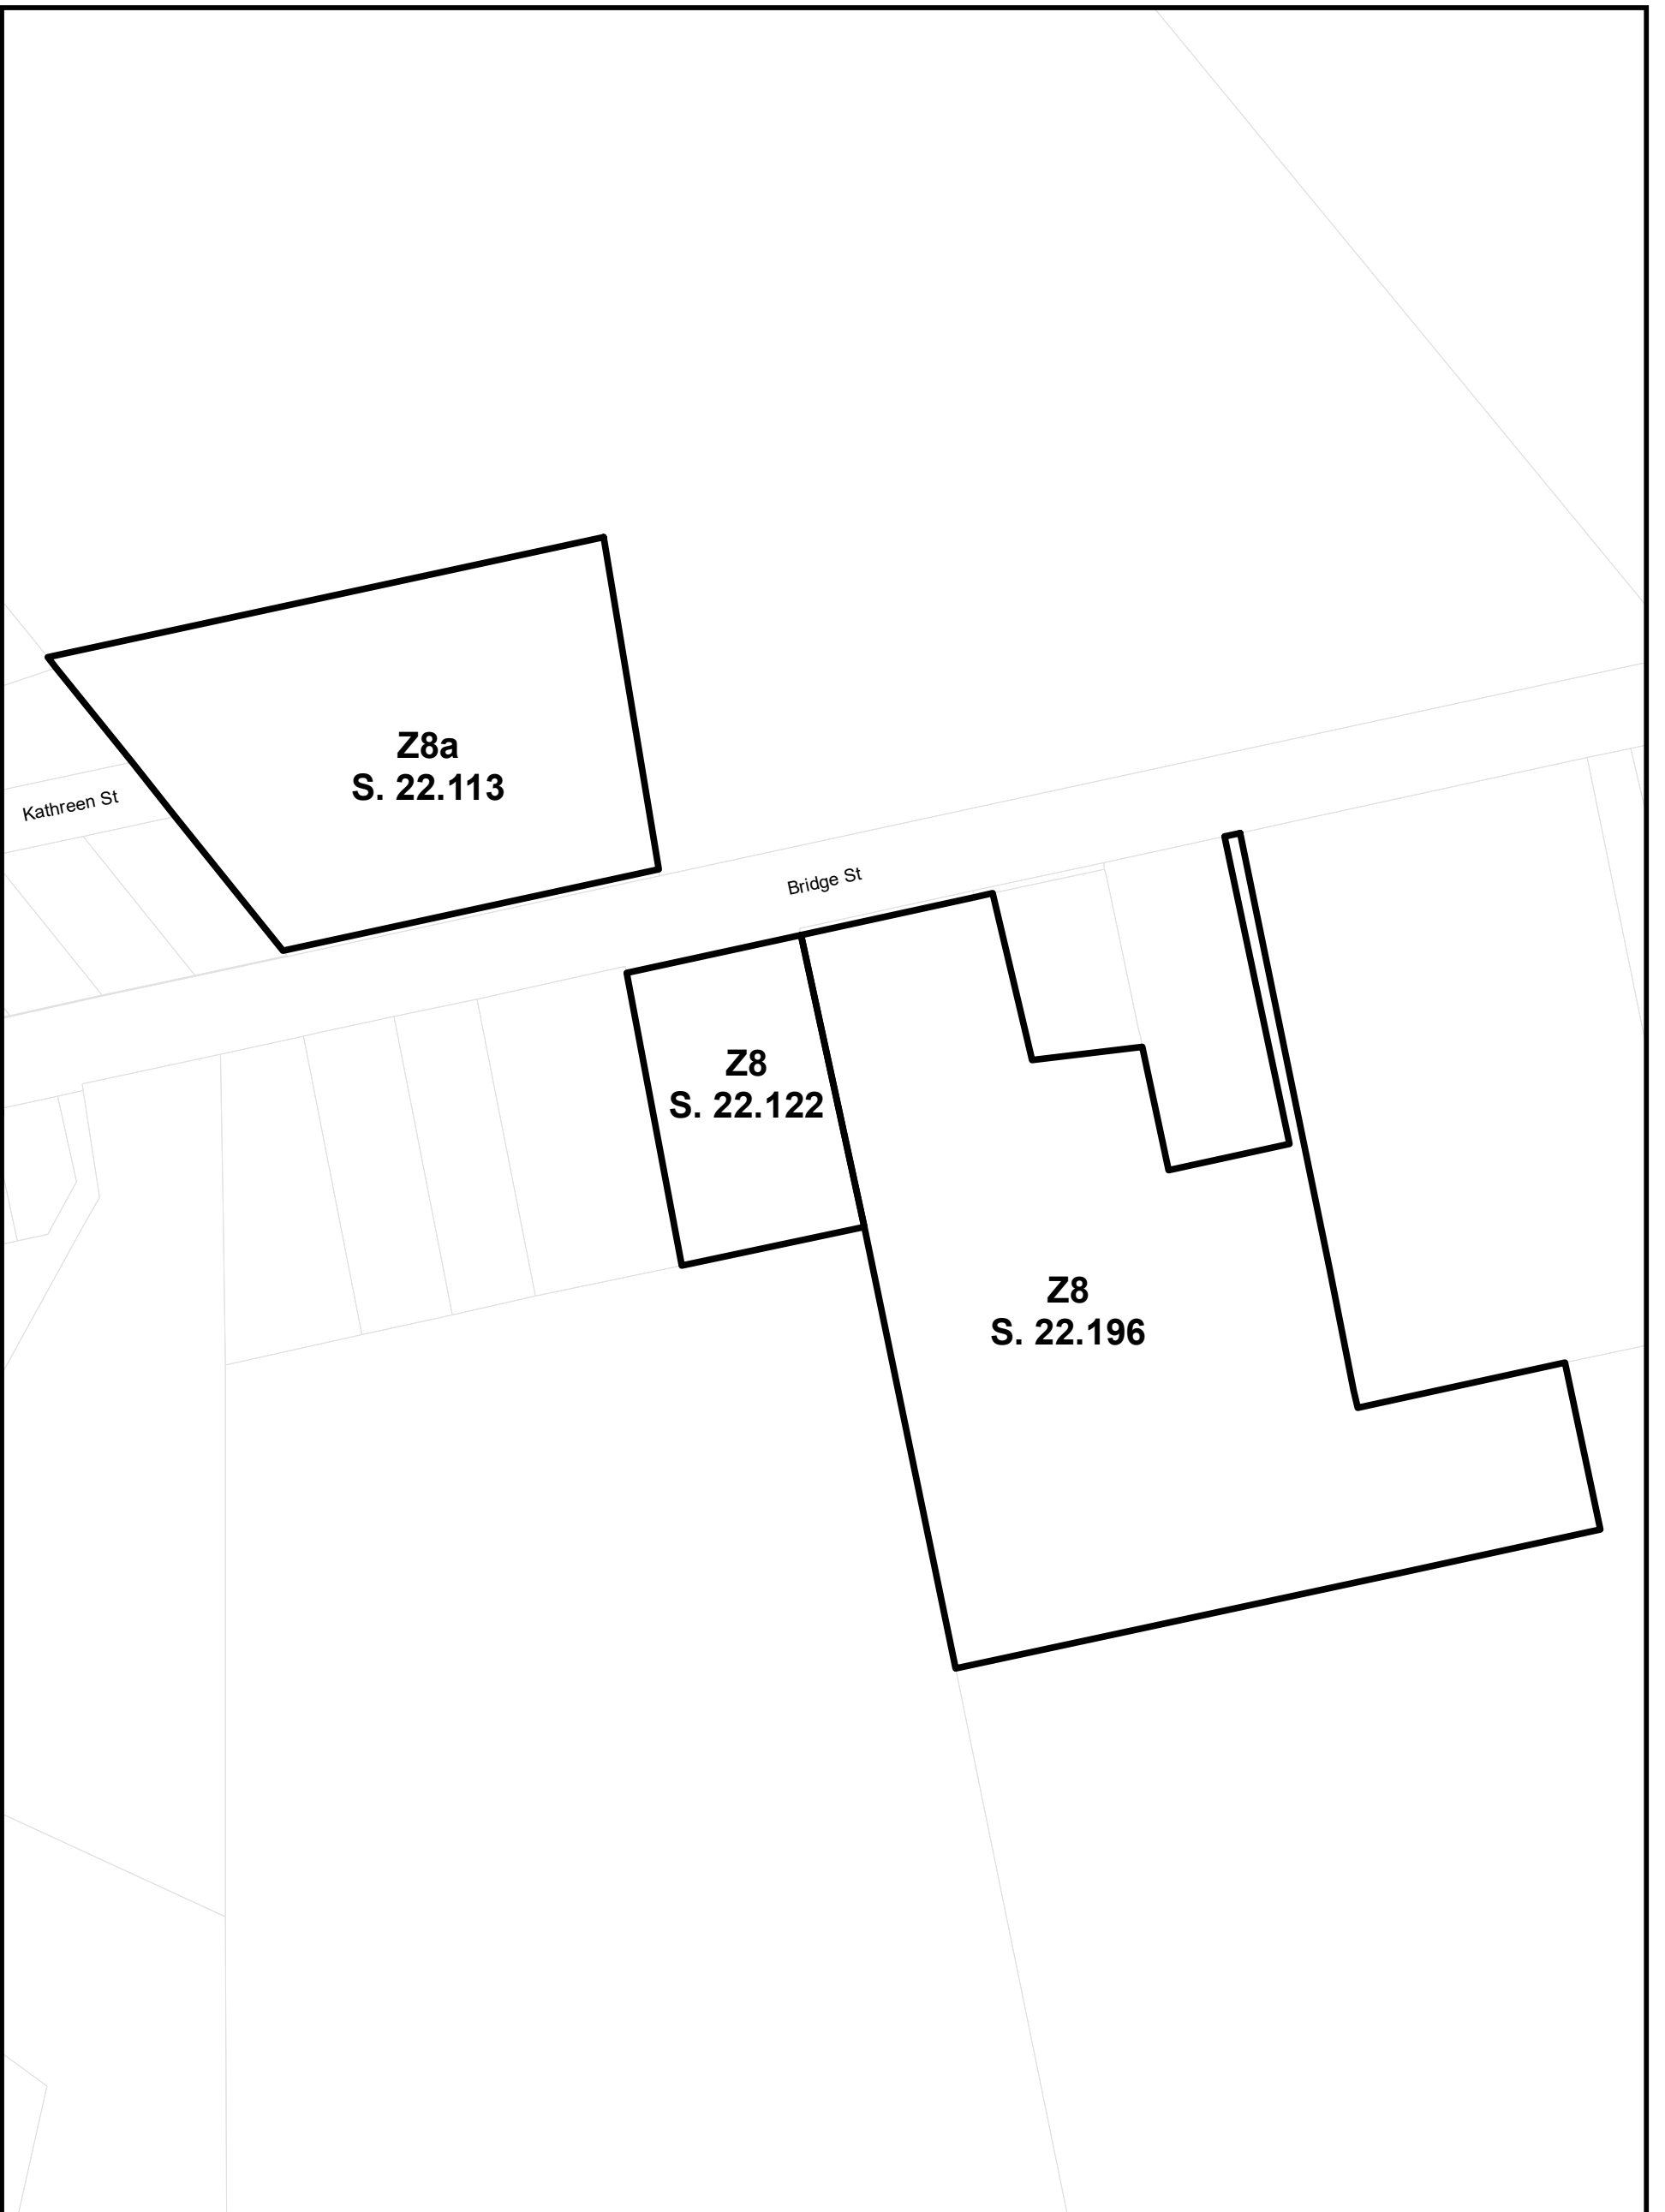 Z8a
S. 22.113
Kathreen St
Bridge St
Z8
S. 22.122
Z8
S. 22.196